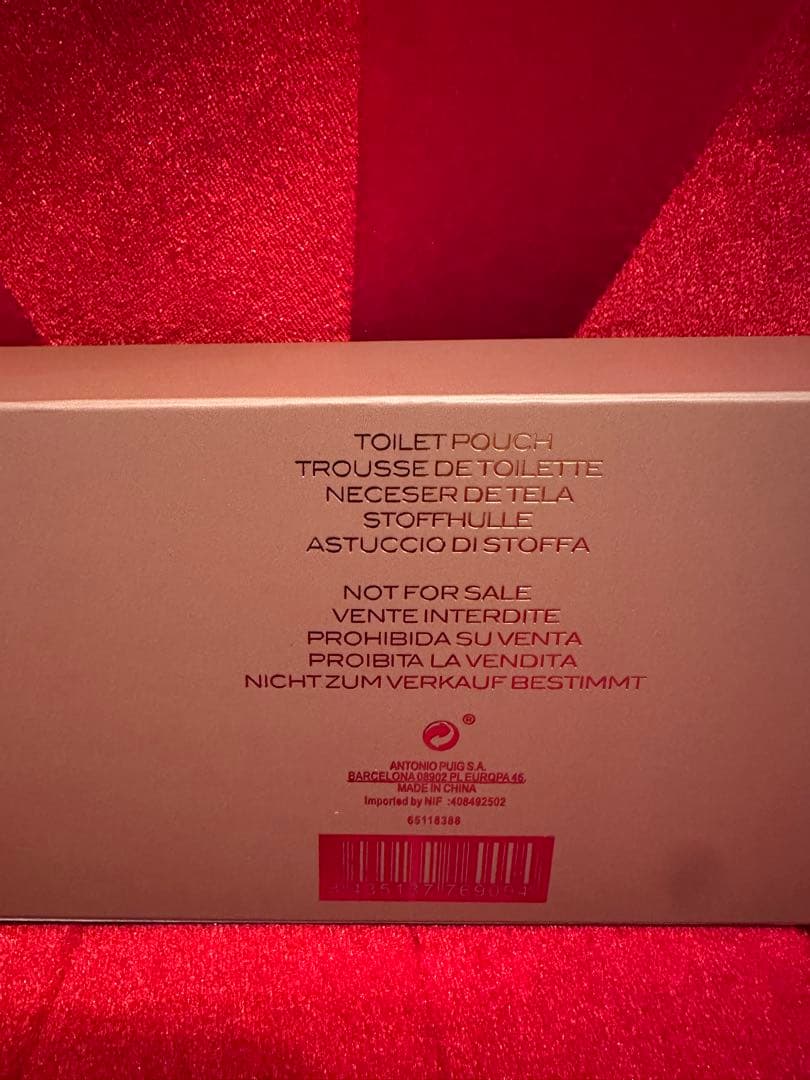 TOILET POUCH
TROUSSE DE TOILETTE
NECESER DE TELA
STOFFHULLE
ASTUCCIO DI STOFFA
NOT FOR SALE
VENTE INTERDITE
PROHIBIDA SU VENTA
PROIBITA LA VENDITA
NICHT ZUM VERKAUF BESTIMMT
®
ANTONIO PUIG S.A.
BARCELONA 08902 PL EUROPA 46.
MADE IN CHINA
Imported by NIF :408492502
65118388